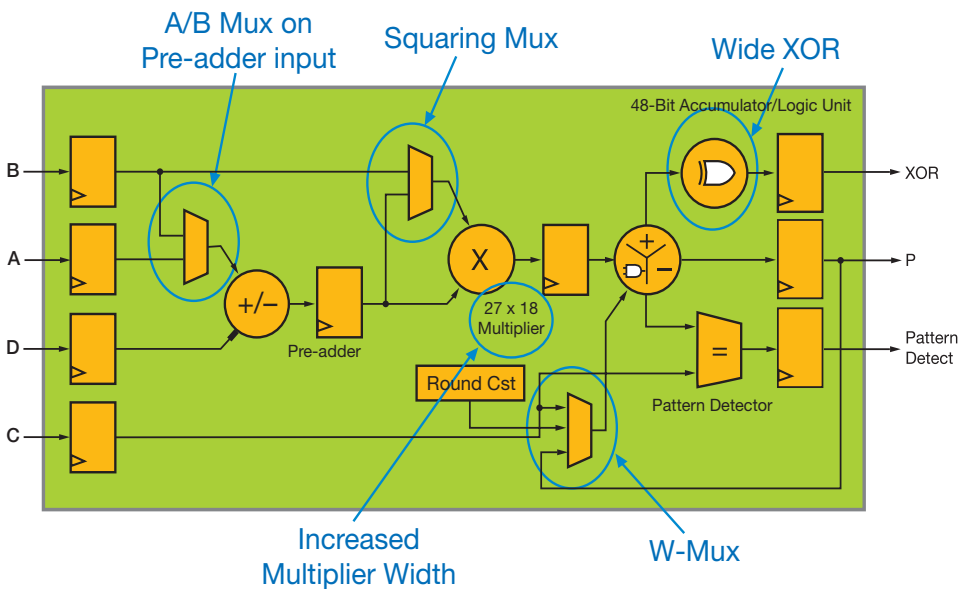 A/B Mux on
Pre-adder input
Squaring Mux
Wide XOR
48-Bit Accumulator/Logic Unit
B
XOR
A
X
+
−
P
+/−
27 x 18
Multiplier
D
Pre-adder
=
Pattern
Detect
Round Cst
Pattern Detector
C
Increased
Multiplier Width
W-Mux